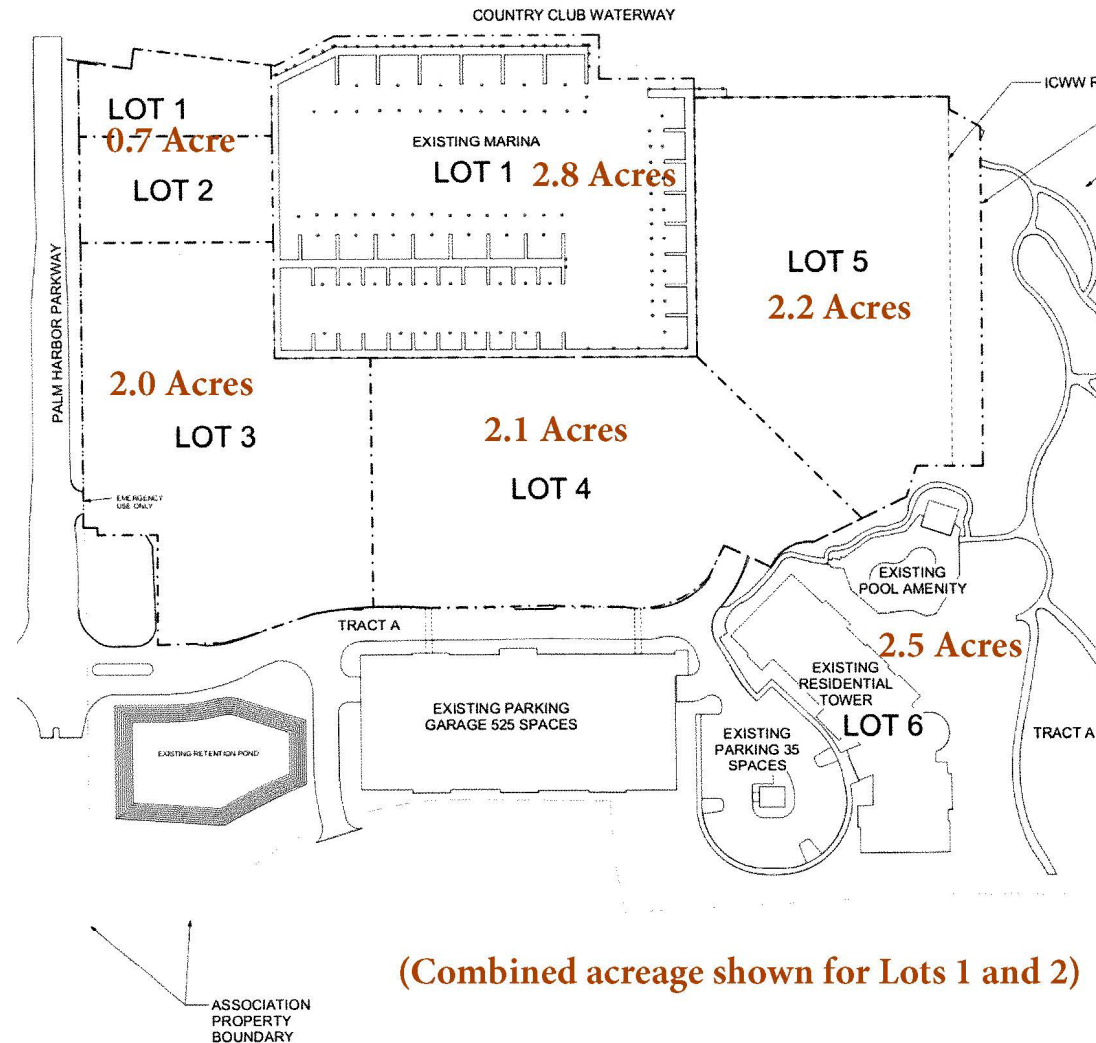 COUNTRY CLUB WATERWAY
ICWW R
LOT 1
0.7 Acre
LOT 2
EXISTING MARINA
LOT 1 2.8 Acres
PALM HARBOR PARKWAY
LOT 5
2.2 Acres
2.0 Acres
LOT 3
2.1 Acres
LOT 4
EMERGENCY
USE ONLY
EXISTING
POOL AMENITY
TRACT A
2.5 Acres
EXISTING
RESIDENTIAL
TOWER
LOT 6
EXISTING PARKING
GARAGE 525 SPACES
EXISTING
PARKING 35
SPACES
TRACT A
EXISTING RETENTION POND
(Combined acreage shown for Lots 1 and 2)
ASSOCIATION
PROPERTY
BOUNDARY